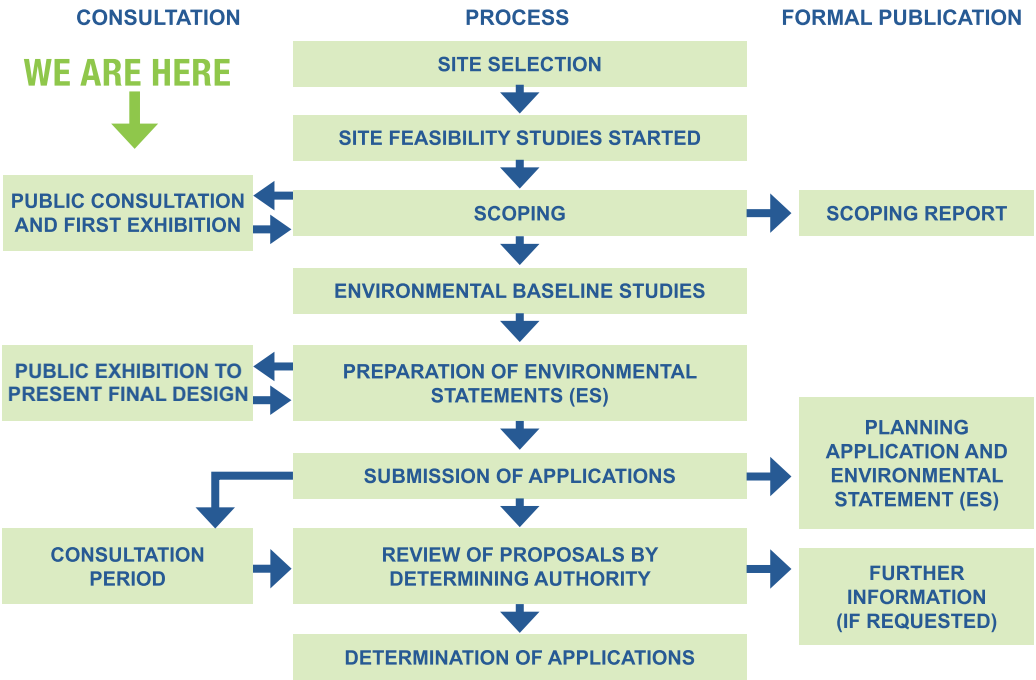 CONSULTATION
PROCESS
FORMAL PUBLICATION
WE ARE HERE
SITE SELECTION
SITE FEASIBILITY STUDIES STARTED
PUBLIC CONSULTATION
AND FIRST EXHIBITION
SCOPING
SCOPING REPORT
ENVIRONMENTAL BASELINE STUDIES
PUBLIC EXHIBITION TO
PRESENT FINAL DESIGN
PREPARATION OF ENVIRONMENTAL
STATEMENTS (ES)
SUBMISSION OF APPLICATIONS
PLANNING
APPLICATION AND
ENVIRONMENTAL
STATEMENT (ES)
CONSULTATION
PERIOD
REVIEW OF PROPOSALS BY
DETERMINING AUTHORITY
FURTHER
INFORMATION
(IF REQUESTED)
DETERMINATION OF APPLICATIONS